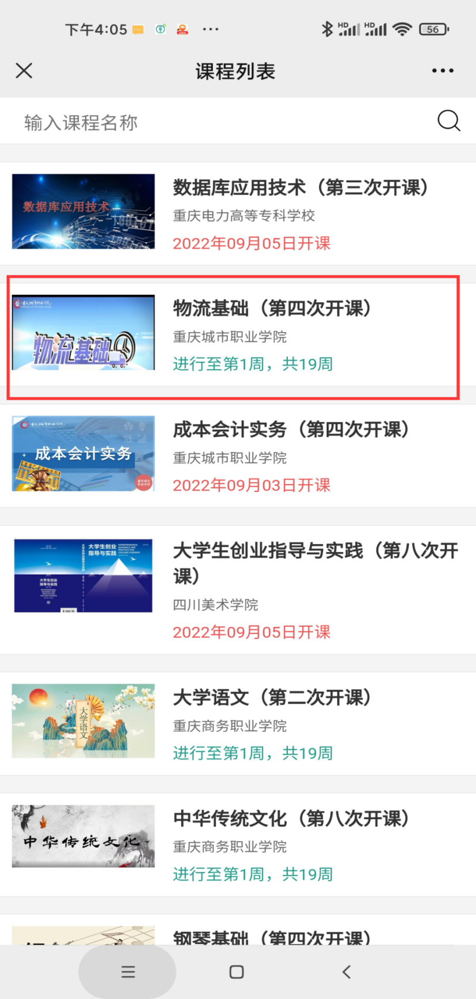 下午4:05
HD
HD
56
课程列表
输入课程名称
数据库应用技术
数据库应用技术（第三次开课）
重庆电力高等专科学校
2022年09月05日开课
物流基础
物流基础（第四次开课）
重庆城市职业学院
进行至第1周，共19周
成本会计实务
成本会计实务（第四次开课）
重庆城市职业学院
2022年09月03日开课
大学生创业
指导与实践
大学生创业
指导与实践
大学生创业指导与实践（第八次开
课）
四川美术学院
2022年09月05日开课
大学语文
大学语文（第二次开课）
重庆商务职业学院
进行至第1周，共19周
中华传统文化
中华传统文化（第八次开课）
重庆商务职业学院
进行至第1周，共19周
钢琴基础（第四次开课）